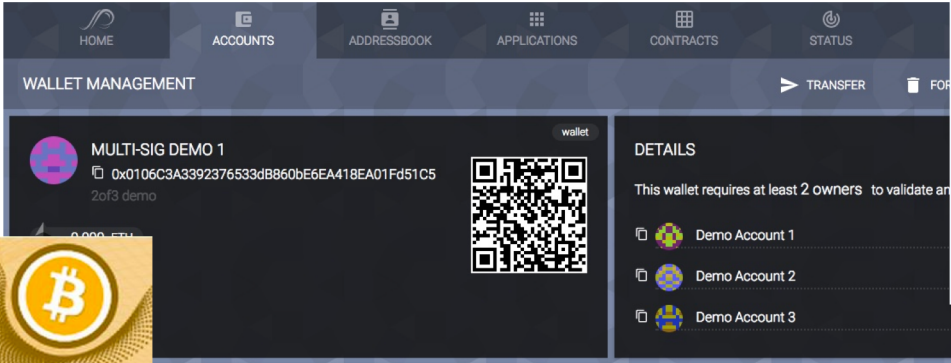 HOME
ACCOUNTS
ADDRESSBOOK
APPLICATIONS
CONTRACTS
STATUS
WALLET MANAGEMENT
TRANSFER
FOR
MULTI-SIG DEMO 1
wallet
0x0106C3A3392376533dB860bE6EA418EA01Fd51C5
2of3 demo
DETAILS
This wallet requires at least 2 owners to validate an
Demo Account 1
Demo Account 2
Demo Account 3